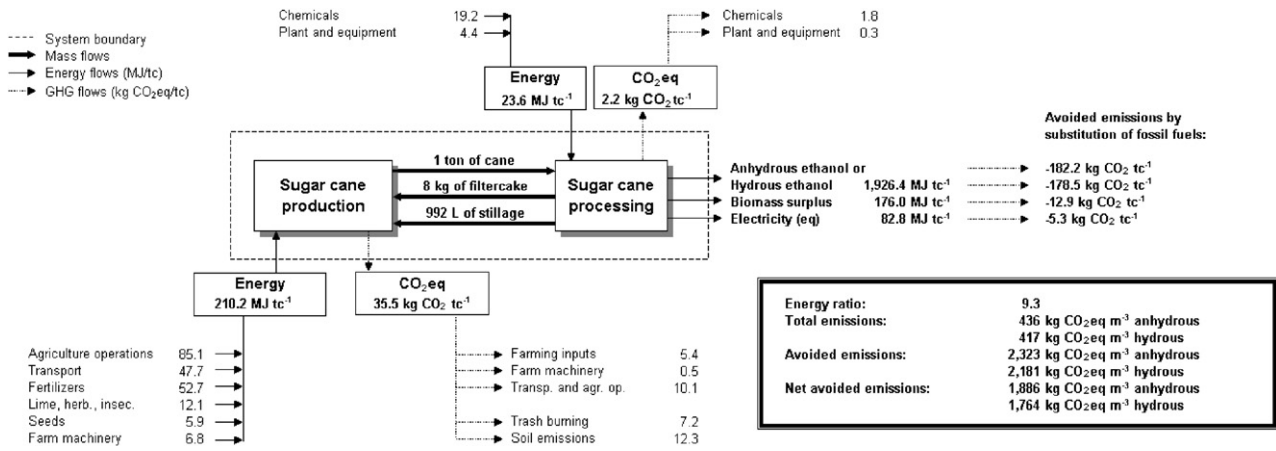 Chemicals 19.2
Plant and equipment 4.4
Chemicals 1.8
Plant and equipment 0.3
System boundary
Mass flows
Energy flows (MJ/tc)
GHG flows (kg CO₂eq/tc)
Energy
23.6 MJ tc⁻¹
CO₂eq
2.2 kg CO₂tc⁻¹
Avoided emissions by
substitution of fossil fuels:
Sugar cane
production
1 ton of cane
8 kg of filtercake
992 L of stillage
Sugar cane
processing
Anhydrous ethanol or -182.2 kg CO₂ tc⁻¹
Hydrous ethanol 1,926.4 MJ tc⁻¹ -178.5 kg CO₂ tc⁻¹
Biomass surplus 176.0 MJ tc⁻¹ -12.9 kg CO₂ tc⁻¹
Electricity (eq) 82.8 MJ tc⁻¹ -5.3 kg CO₂ tc⁻¹
Energy
210.2 MJ tc⁻¹
CO₂eq
35.5 kg CO₂ tc⁻¹
Agriculture operations 85.1
Transport 47.7
Fertilizers 52.7
Lime, herb., insec. 12.1
Seeds 5.9
Farm machinery 6.8
Farming inputs 5.4
Farm machinery 0.5
Transp. and agr. op. 10.1
Trash burning 7.2
Soil emissions 12.3
Energy ratio: 9.3
Total emissions: 436 kg CO₂eq m⁻³ anhydrous
417 kg CO₂eq m⁻³ hydrous
Avoided emissions: 2,323 kg CO₂eq m⁻³ anhydrous
2,181 kg CO₂eq m⁻³ hydrous
Net avoided emissions: 1,886 kg CO₂eq m⁻³ anhydrous
1,764 kg CO₂eq m⁻³ hydrous